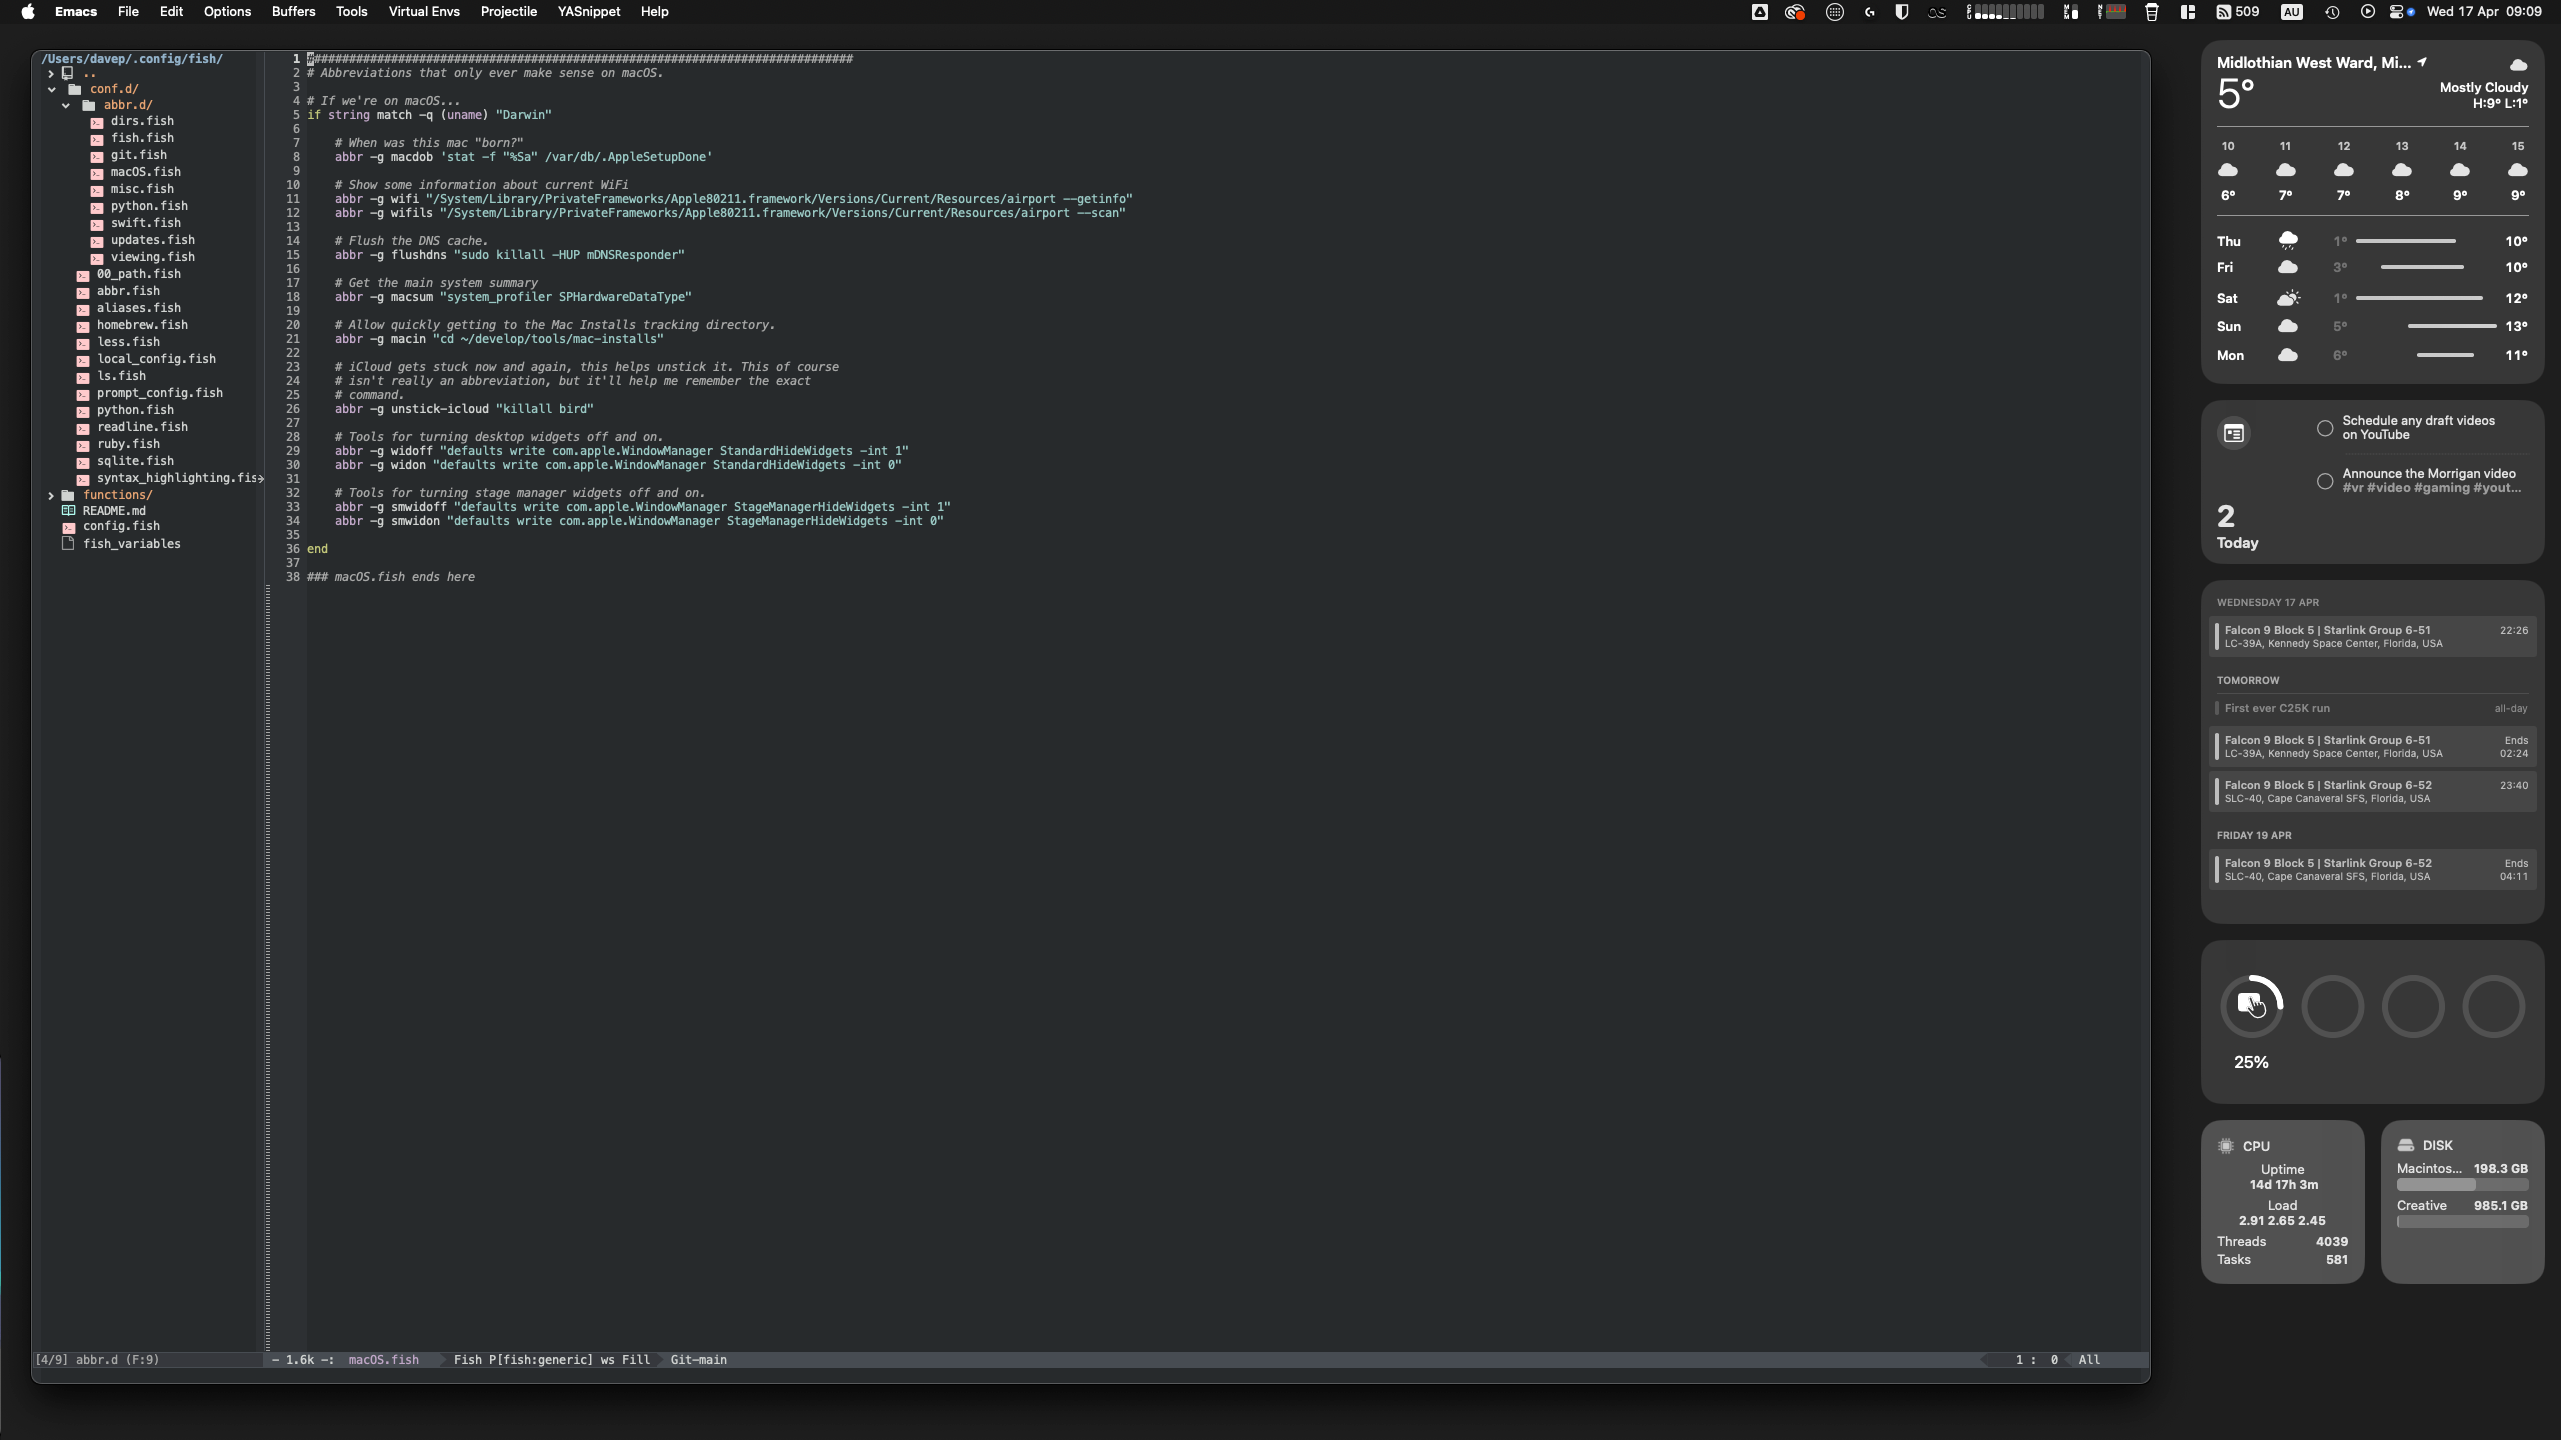 Emacs File Edit Options Buffers Tools Virtual Envs Projectile YASnippet Help
509 AU Wed 17 Apr 09:09
/Users/davep/.config/fish/
..
conf.d/
abbr.d/
dirs.fish
fish.fish
git.fish
macOS.fish
misc.fish
python.fish
swift.fish
updates.fish
viewing.fish
00_path.fish
abbr.fish
aliases.fish
homebrew.fish
less.fish
local_config.fish
ls.fish
prompt_config.fish
python.fish
readline.fish
ruby.fish
sqlite.fish
syntax_highlighting.fis
functions/
README.md
config.fish
fish_variables
[4/9] abbr.d (F:9)
1 ##############################################################################
2 # Abbreviations that only ever make sense on macOS.
3
4 # If we're on macOS...
5 if string match -q (uname) "Darwin"
6
7     # When was this mac "born?"
8     abbr -g macdob 'stat -f "%Sa" /var/db/.AppleSetupDone'
9
10     # Show some information about current WiFi
11     abbr -g wifi "/System/Library/PrivateFrameworks/Apple80211.framework/Versions/Current/Resources/airport --getinfo"
12     abbr -g wifils "/System/Library/PrivateFrameworks/Apple80211.framework/Versions/Current/Resources/airport --scan"
13
14     # Flush the DNS cache.
15     abbr -g flushdns "sudo killall -HUP mDNSResponder"
16
17     # Get the main system summary
18     abbr -g macsum "system_profiler SPHardwareDataType"
19
20     # Allow quickly getting to the Mac Installs tracking directory.
21     abbr -g macin "cd ~/develop/tools/mac-installs"
22
23     # iCloud gets stuck now and again, this helps unstick it. This of course
24     # isn't really an abbreviation, but it'll help me remember the exact
25     # command.
26     abbr -g unstick-icloud "killall bird"
27
28     # Tools for turning desktop widgets off and on.
29     abbr -g widoff "defaults write com.apple.WindowManager StandardHideWidgets -int 1"
30     abbr -g widon "defaults write com.apple.WindowManager StandardHideWidgets -int 0"
31
32     # Tools for turning stage manager widgets off and on.
33     abbr -g smwidoff "defaults write com.apple.WindowManager StageManagerHideWidgets -int 1"
34     abbr -g smwidon "defaults write com.apple.WindowManager StageManagerHideWidgets -int 0"
35
36 end
37
38 ### macOS.fish ends here
- 1.6k -: macOS.fish Fish P[fish:generic] ws Fill Git-main 1 : 0 All
Midlothian West Ward, Mi...
5°
Mostly Cloudy
H:9° L:1°
10 11 12 13 14 15
6° 7° 7° 8° 9° 9°
Thu 1° 10°
Fri 3° 10°
Sat 1° 12°
Sun 5° 13°
Mon 6° 11°
Schedule any draft videos
on YouTube
Announce the Morrigan video
#vr #video #gaming #yout...
2
Today
WEDNESDAY 17 APR
Falcon 9 Block 5 | Starlink Group 6-51 22:26
LC-39A, Kennedy Space Center, Florida, USA
TOMORROW
First ever C25K run all-day
Falcon 9 Block 5 | Starlink Group 6-51 Ends
LC-39A, Kennedy Space Center, Florida, USA 02:24
Falcon 9 Block 5 | Starlink Group 6-52 23:40
SLC-40, Cape Canaveral SFS, Florida, USA
FRIDAY 19 APR
Falcon 9 Block 5 | Starlink Group 6-52 Ends
SLC-40, Cape Canaveral SFS, Florida, USA 04:11
25%
CPU
Uptime
14d 17h 3m
Load
2.91 2.65 2.45
Threads 4039
Tasks 581
DISK
Macintos... 198.3 GB
Creative 985.1 GB